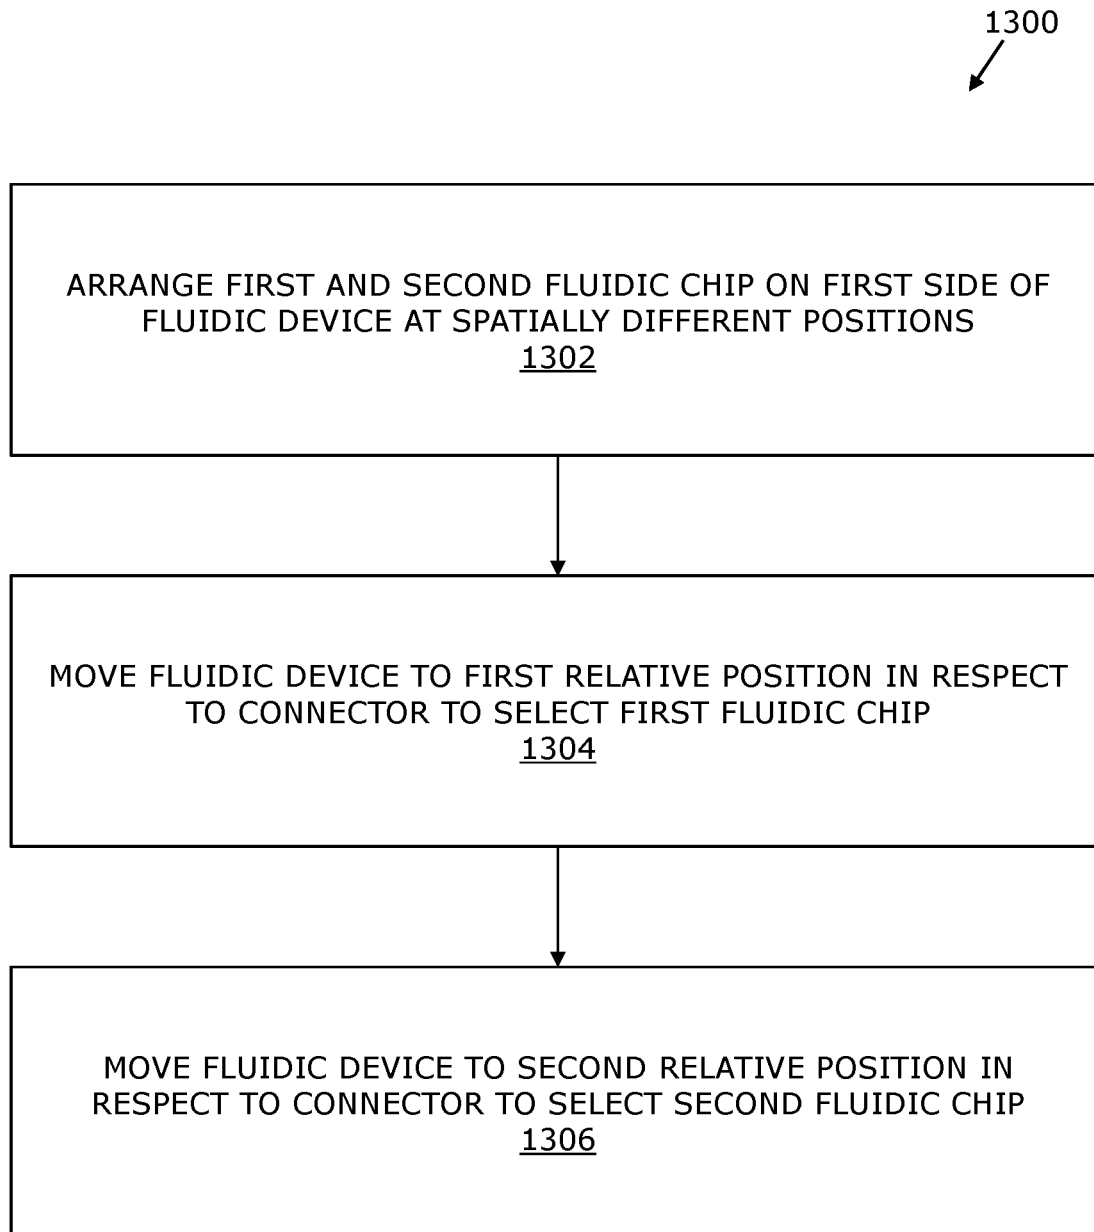 1300
ARRANGE FIRST AND SECOND FLUIDIC CHIP ON FIRST SIDE OF
FLUIDIC DEVICE AT SPATIALLY DIFFERENT POSITIONS
1302
MOVE FLUIDIC DEVICE TO FIRST RELATIVE POSITION IN RESPECT
TO CONNECTOR TO SELECT FIRST FLUIDIC CHIP
1304
MOVE FLUIDIC DEVICE TO SECOND RELATIVE POSITION IN
RESPECT TO CONNECTOR TO SELECT SECOND FLUIDIC CHIP
1306